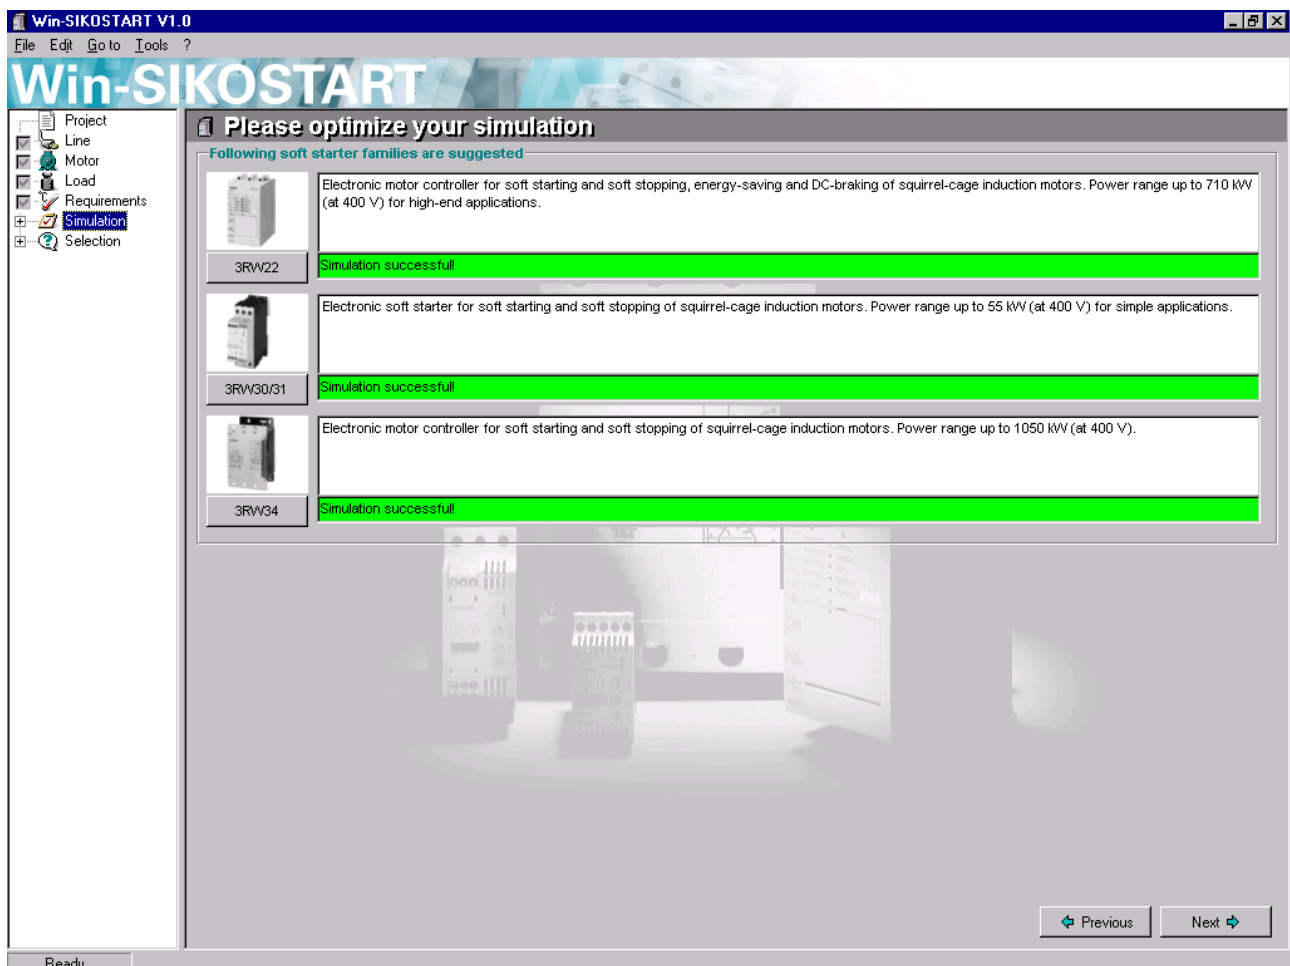 Win-SIKOSTART V1.0
File Edit Go to Tools ?
Win-SIKOSTART
Project
Line
Motor
Load
Requirements
Simulation
Selection
Please optimize your simulation
Following soft starter families are suggested
Electronic motor controller for soft starting and soft stopping, energy-saving and DC-braking of squirrel-cage induction motors. Power range up to 710 kW
(at 400 V) for high-end applications.
3RW22
Simulation successful!
Electronic soft starter for soft starting and soft stopping of squirrel-cage induction motors. Power range up to 55 kW (at 400 V) for simple applications.
3RW30/31
Simulation successful!
Electronic motor controller for soft starting and soft stopping of squirrel-cage induction motors. Power range up to 1050 kW (at 400 V).
3RW34
Simulation successful!
Previous
Next
Ready